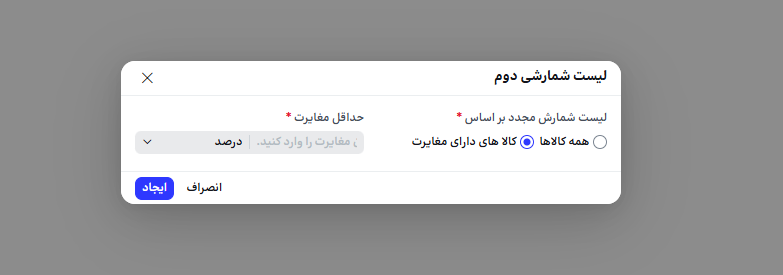 لیست شمارشی دوم
لیست شمارش مجدد بر اساس *
همه کالاها
کالا های دارای مغایرت
حداقل مغایرت *
مغایرت را وارد کنید.
درصد
انصراف
ایجاد